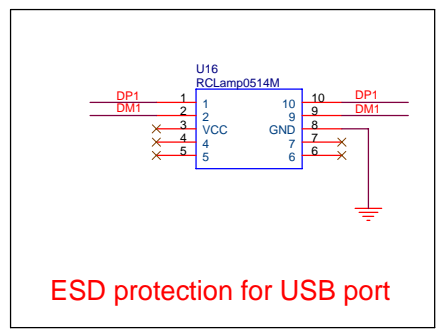 U16
RCLamp0514M
DP1 1 1 10 10 DP1
DM1 2 2 9 9 DM1
3 VCC GND 8
4 4 7 7
5 5 6 6
ESD protection for USB port